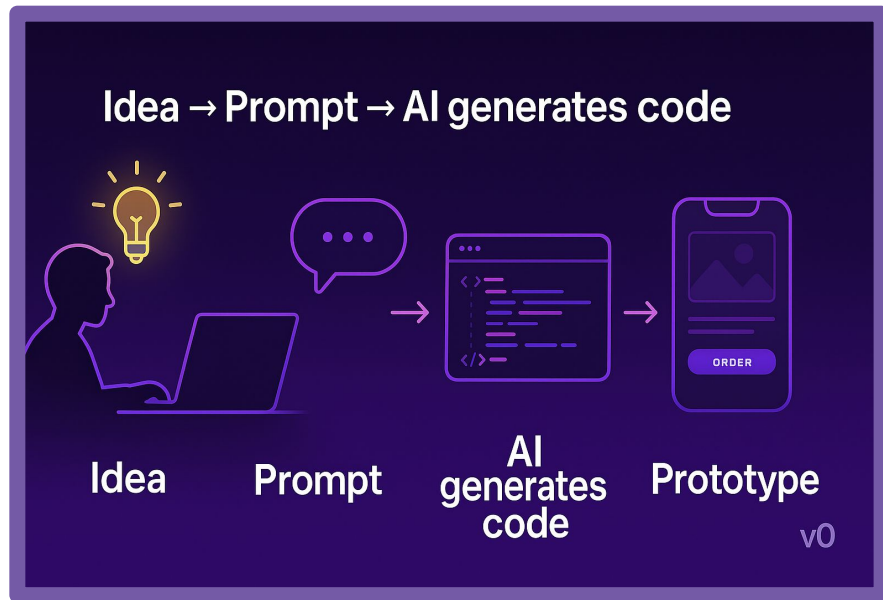 Idea → Prompt → AI generates code
ORDER
Idea
Prompt
AI
generates
code
Prototype
v0